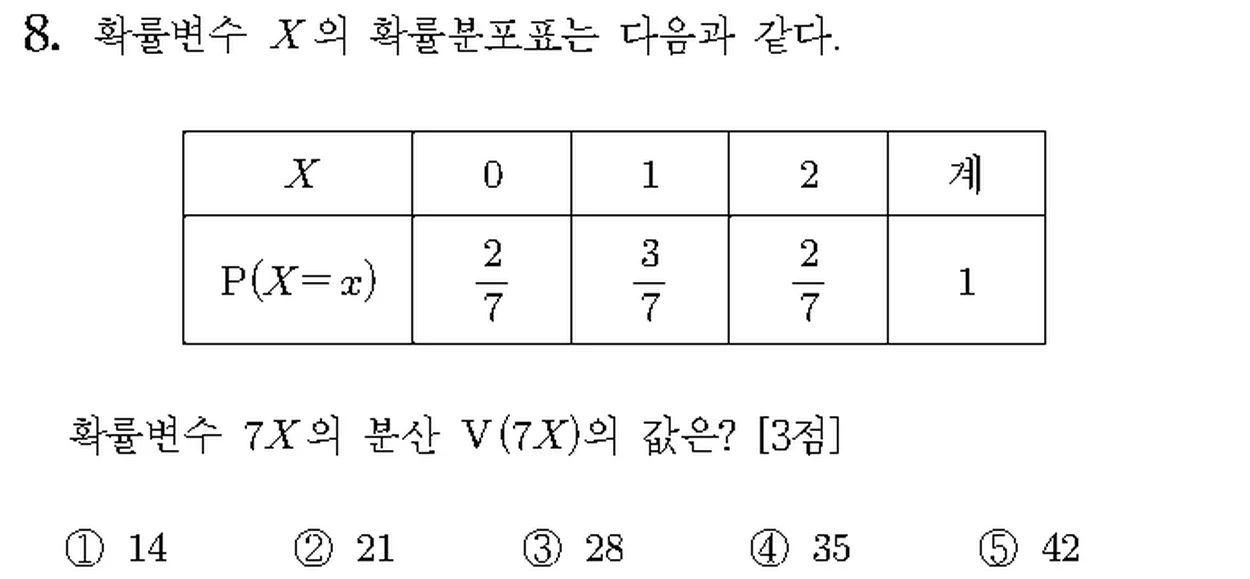 8. 확률변수 X의 확률분포표는 다음과 같다.
X 0 1 2 계
P(X=x) 2/7 3/7 2/7 1
확률변수 7X의 분산 V(7X)의 값은? [3점]
① 14 ② 21 ③ 28 ④ 35 ⑤ 42